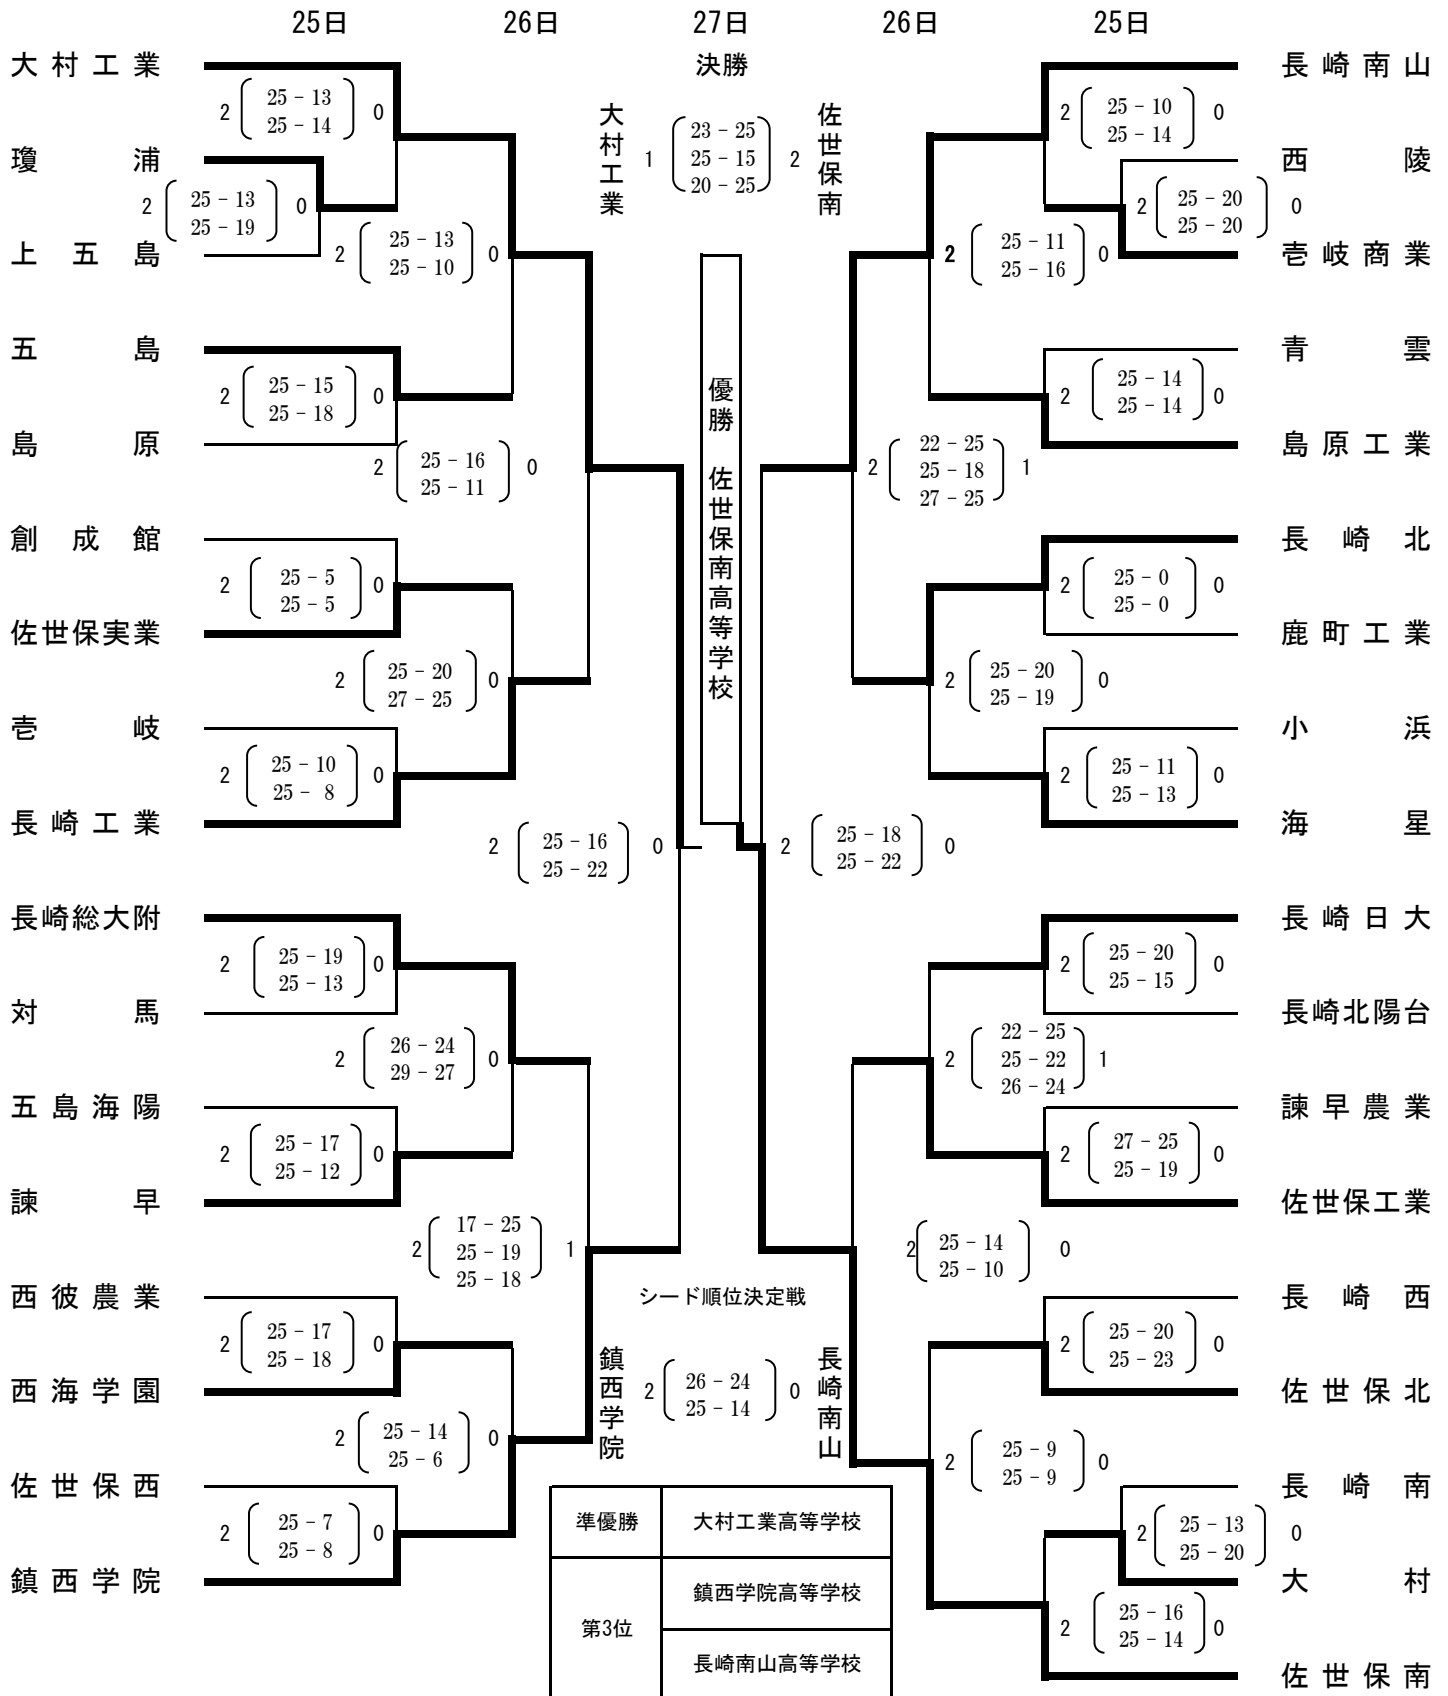 25日 26日 27日 26日 25日
決勝
大村工業 1 23 - 25 2 佐世保南
25 - 15
20 - 25
大村工業
2 25 - 13 0
25 - 14
瓊浦
2 25 - 13 0
25 - 19
上五島
2 25 - 13 0
25 - 10
五島
2 25 - 15 0
25 - 18
島原
2 25 - 16 0
25 - 11
創成館
2 25 - 5 0
25 - 5
佐世保実業
2 25 - 20 0
27 - 25
壱岐
2 25 - 10 0
25 - 8
長崎工業
2 25 - 16 0
25 - 22
長崎総大附
2 25 - 19 0
25 - 13
対馬
2 26 - 24 0
29 - 27
五島海陽
2 25 - 17 0
25 - 12
諫早
2 17 - 25 1
25 - 19
25 - 18
西彼農業
2 25 - 17 0
25 - 18
西海学園
2 25 - 14 0
25 - 6
佐世保西
2 25 - 7 0
25 - 8
鎮西学院
優勝 佐世保南高等学校
長崎南山
2 25 - 10 0
25 - 14
西陵
2 25 - 20 0
25 - 20
壱岐商業
2 25 - 11 0
25 - 16
青雲
2 25 - 14 0
25 - 14
島原工業
2 22 - 25 1
25 - 18
27 - 25
長崎北
2 25 - 0 0
25 - 0
鹿町工業
2 25 - 20 0
25 - 19
小浜
2 25 - 11 0
25 - 13
海星
2 25 - 18 0
25 - 22
長崎日大
2 25 - 20 0
25 - 15
長崎北陽台
2 22 - 25 1
25 - 22
26 - 24
諫早農業
2 27 - 25 0
25 - 19
佐世保工業
2 25 - 14 0
25 - 10
長崎西
2 25 - 20 0
25 - 23
佐世保北
2 25 - 9 0
25 - 9
長崎南
2 25 - 13 0
25 - 20
大村
2 25 - 16 0
25 - 14
佐世保南
シード順位決定戦
鎮西学院 2 26 - 24 0 長崎南山
25 - 14
準優勝 大村工業高等学校
第3位 鎮西学院高等学校
長崎南山高等学校